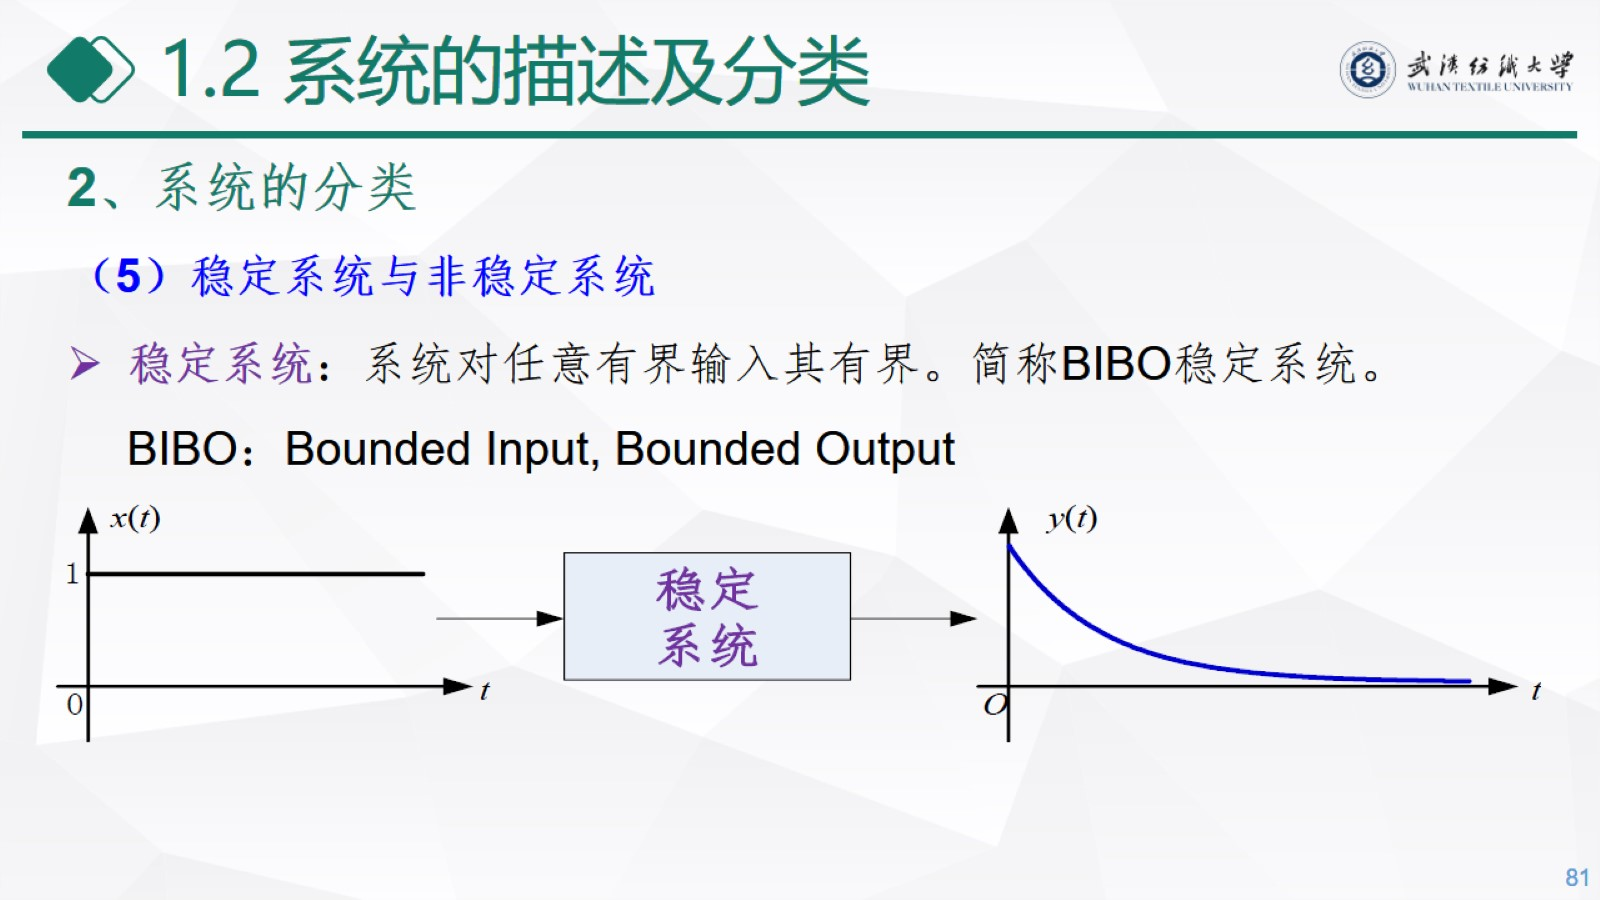 1.2 系统的描述及分类
武汉纺织大学
WUHAN TEXTILE UNIVERSITY
2、系统的分类
（5）稳定系统与非稳定系统
➢ 稳定系统：系统对任意有界输入其有界。简称BIBO稳定系统。
BIBO：Bounded Input, Bounded Output
x(t)
1
0
t
稳定
系统
y(t)
O
t
81